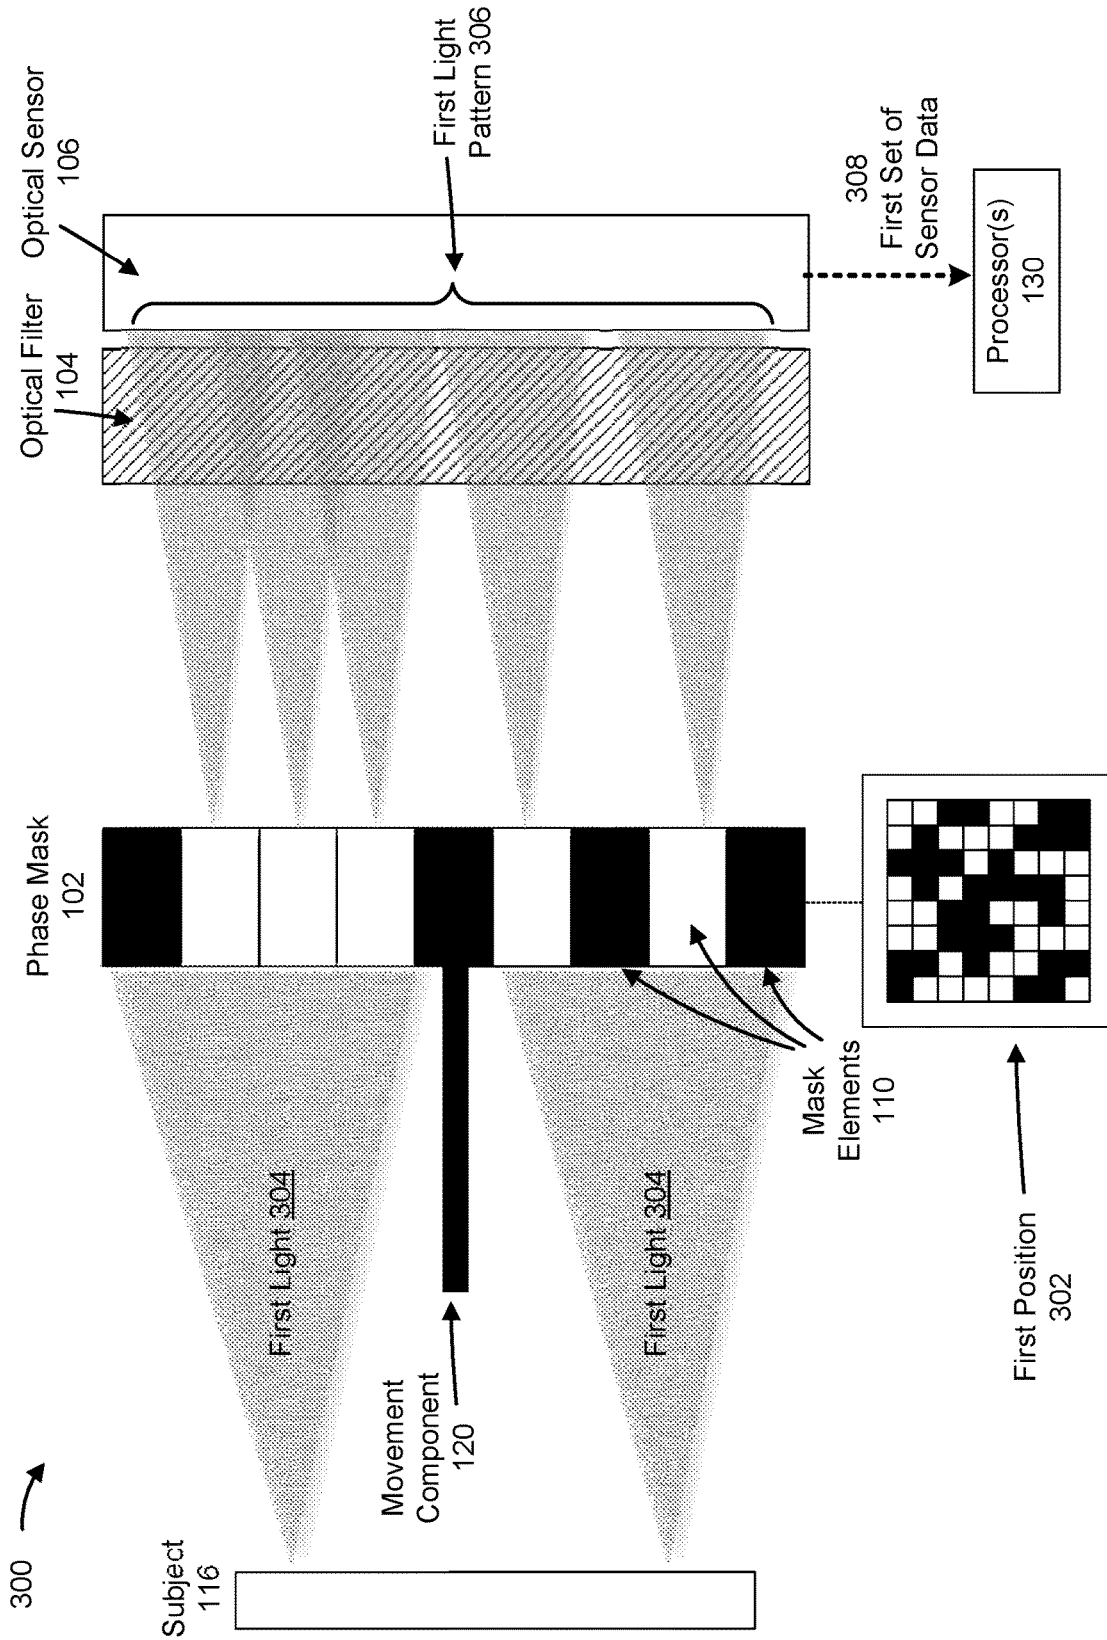 300
Subject
116
First Light 304
First Light 304
Movement
Component
120
Phase Mask
102
Mask
Elements
110
First Position
302
Optical Filter
104
Optical Sensor
106
First Light
Pattern 306
308
First Set of
Sensor Data
Processor(s)
130